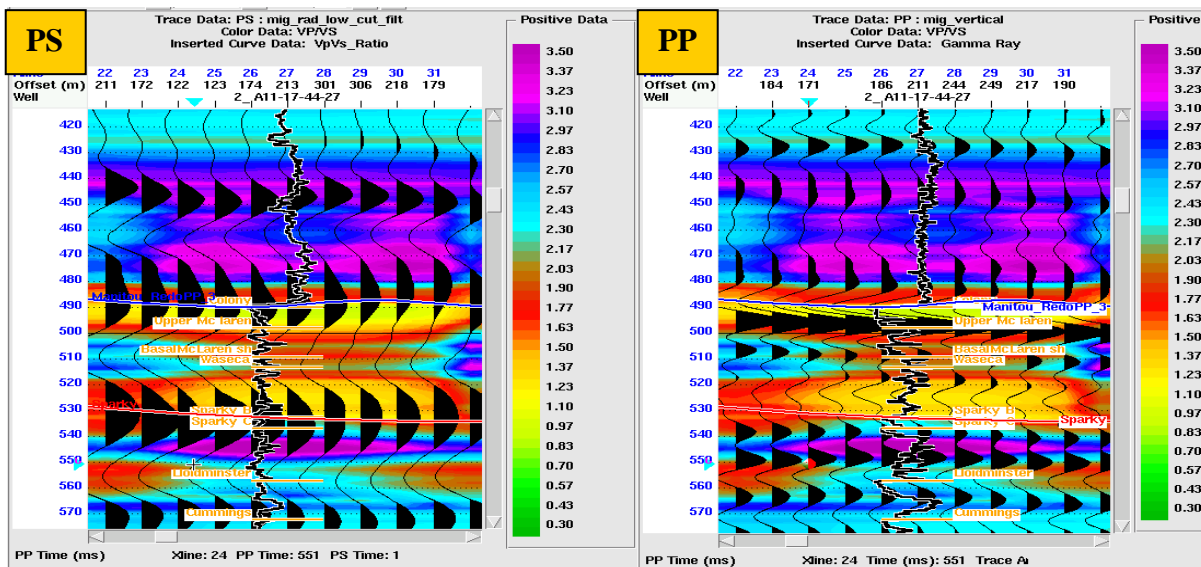 PS
Trace Data: PS : mig_rad_low_cut_filt
Color Data: VP/VS
Inserted Curve Data: VpVs_Ratio
22 23 24 25 26 27 28 29 30 31
Offset (m) 211 172 122 123 174 213 301 306 218 179
Well 2_A11-17-44-27
420
430
440
450
460
470
480
490
500
510
520
530
540
550
560
570
Manitou_RedoPP_3
Colony
Upper Mc laren
BasalMcLaren sh
Waseca
Sparky
Sparky B
Sparky C
Lloidminster
Cummings
PP Time (ms) Xline: 24 PP Time: 551 PS Time: 1
Positive Data
3.50
3.37
3.23
3.10
2.97
2.83
2.70
2.57
2.43
2.30
2.17
2.03
1.90
1.77
1.63
1.50
1.37
1.23
1.10
0.97
0.83
0.70
0.57
0.43
0.30
PP
Trace Data: PP : mig_vertical
Color Data: VP/VS
Inserted Curve Data: Gamma Ray
22 23 24 25 26 27 28 29 30 31
Offset (m) 184 171 186 211 244 249 217 190
Well 2_A11-17-44-27
420
430
440
450
460
470
480
490
500
510
520
530
540
550
560
570
Manitou_RedoPP_3
Upper Mc laren
BasalMcLaren sh
Waseca
Sparky B
Sparky C
Sparky
Lloidminster
Cummings
PP Time (ms) Xline: 24 Time (ms): 551 Trace
Positive
3.50
3.37
3.23
3.10
2.97
2.83
2.70
2.57
2.43
2.30
2.17
2.03
1.90
1.77
1.63
1.50
1.37
1.23
1.10
0.97
0.83
0.70
0.57
0.43
0.30